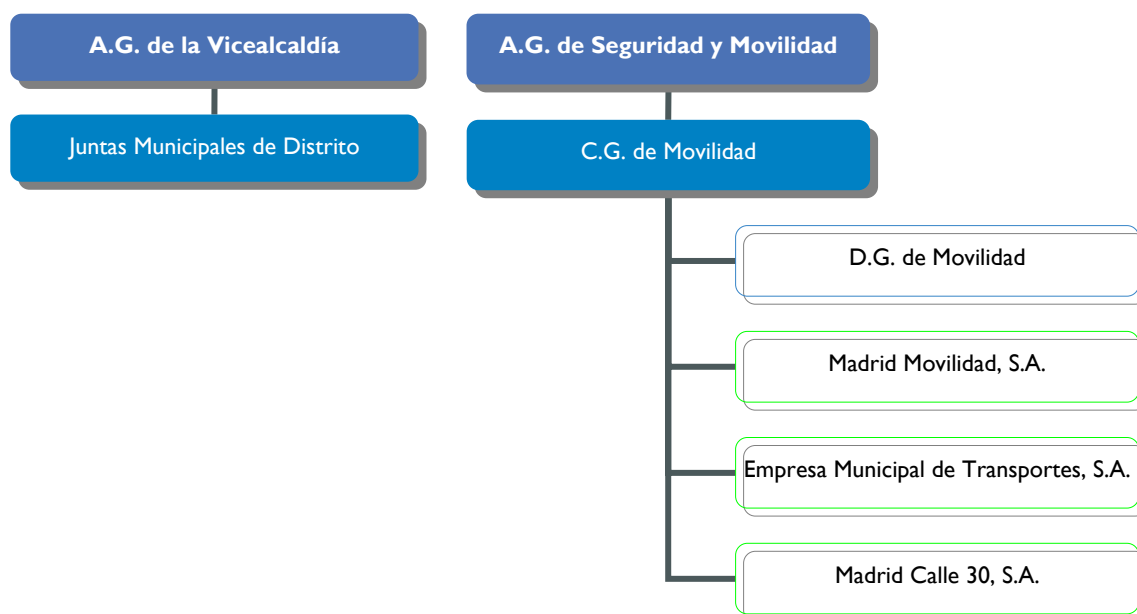 A.G. de la Vicealcaldía
Juntas Municipales de Distrito
A.G. de Seguridad y Movilidad
C.G. de Movilidad
D.G. de Movilidad
Madrid Movilidad, S.A.
Empresa Municipal de Transportes, S.A.
Madrid Calle 30, S.A.